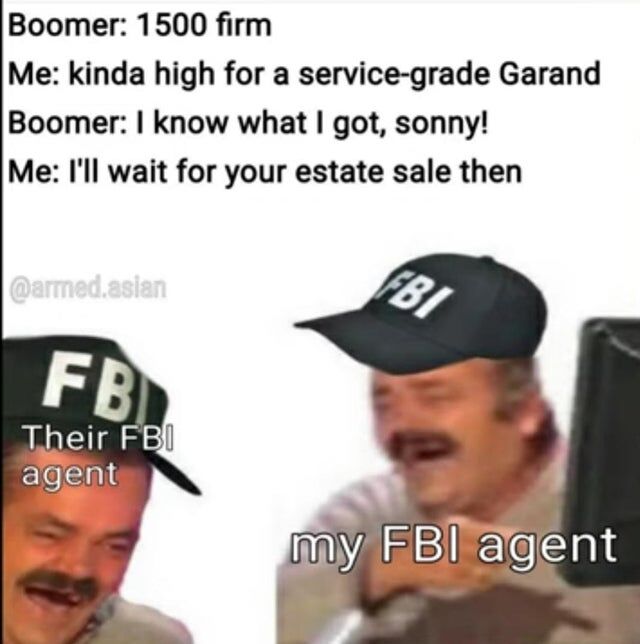 Boomer: 1500 firm
Me: kinda high for a service-grade Garand
Boomer: I know what I got, sonny!
Me: I'll wait for your estate sale then
@armed.asian
FBI
FBI
Their FBI
agent
my FBI agent